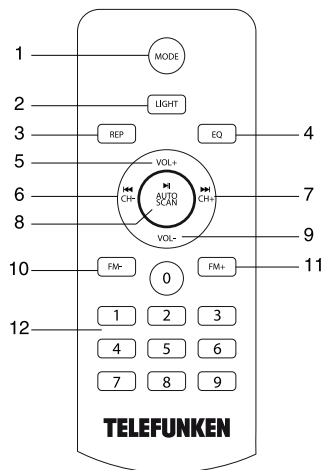 1 MODE
2 LIGHT
3 REP EQ 4
5 VOL+
6 ⏮ CH- ⏯ AUTO SCAN ⏭ CH+ 7
8
VOL- 9
10 FM- 0 FM+ 11
12 1 2 3
4 5 6
7 8 9
TELEFUNKEN